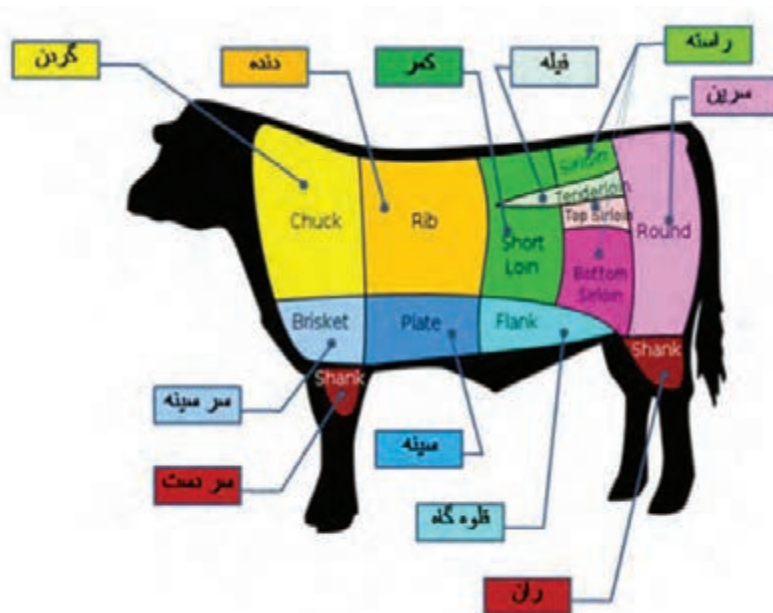 راسته
فیله
کمر
دنده
گردن
سرین
Sirloin
Tenderloin
Top Sirloin
Chuck
Rib
Short
Loin
Round
Bottom
Sirloin
Brisket
Plate
Flank
Shank
Shank
سر سینه
سینه
سر دست
قلوه گاه
ران